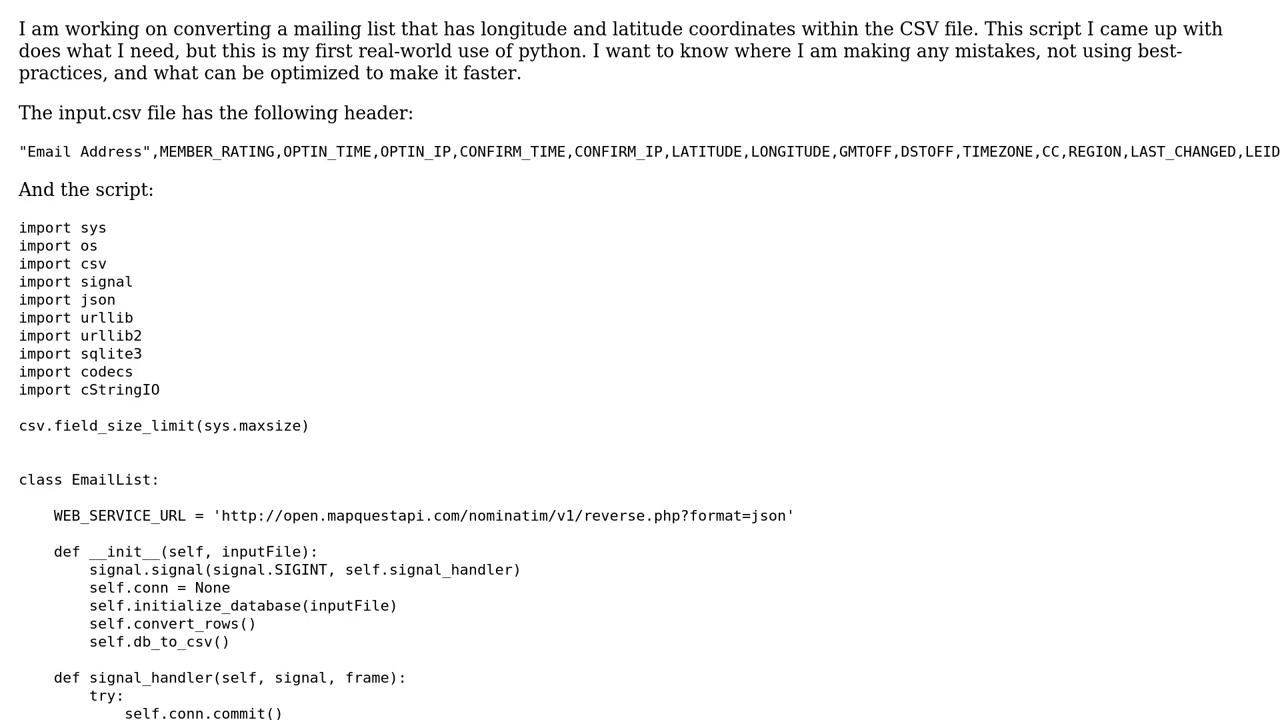 I am working on converting a mailing list that has longitude and latitude coordinates within the CSV file. This script I came up with
does what I need, but this is my first real-world use of python. I want to know where I am making any mistakes, not using best-
practices, and what can be optimized to make it faster.
The input.csv file has the following header:
"Email Address",MEMBER_RATING,OPTIN_TIME,OPTIN_IP,CONFIRM_TIME,CONFIRM_IP,LATITUDE,LONGITUDE,GMTOFF,DSTOFF,TIMEZONE,CC,REGION,LAST_CHANGED,LEID
And the script:
import sys
import os
import csv
import signal
import json
import urllib
import urllib2
import sqlite3
import codecs
import cStringIO
csv.field_size_limit(sys.maxsize)
class EmailList:
    WEB_SERVICE_URL = 'http://open.mapquestapi.com/nominatim/v1/reverse.php?format=json'
    def __init__(self, inputFile):
        signal.signal(signal.SIGINT, self.signal_handler)
        self.conn = None
        self.initialize_database(inputFile)
        self.convert_rows()
        self.db_to_csv()
    def signal_handler(self, signal, frame):
        try:
            self.conn.commit()